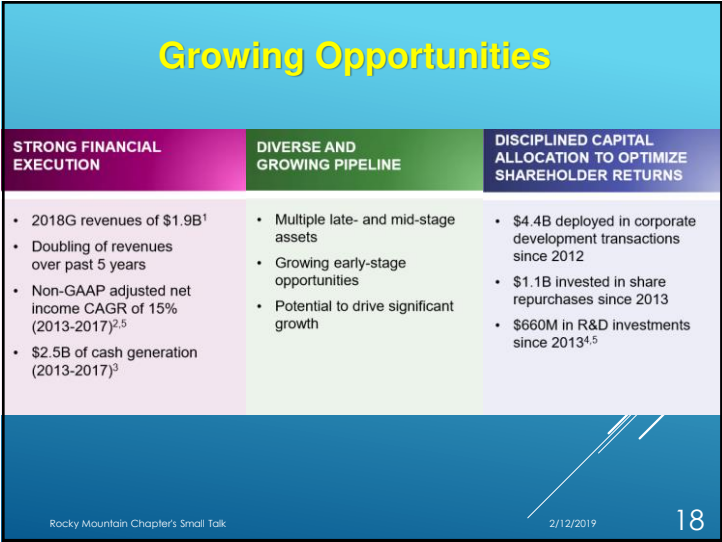 Growing Opportunities
STRONG FINANCIAL
EXECUTION
• 2018G revenues of $1.9B¹
• Doubling of revenues
over past 5 years
• Non-GAAP adjusted net
income CAGR of 15%
(2013-2017)²,⁵
• $2.5B of cash generation
(2013-2017)³
DIVERSE AND
GROWING PIPELINE
• Multiple late- and mid-stage
assets
• Growing early-stage
opportunities
• Potential to drive significant
growth
DISCIPLINED CAPITAL
ALLOCATION TO OPTIMIZE
SHAREHOLDER RETURNS
• $4.4B deployed in corporate
development transactions
since 2012
• $1.1B invested in share
repurchases since 2013
• $660M in R&D investments
since 2013⁴,⁵
Rocky Mountain Chapter's Small Talk
2/12/2019
18